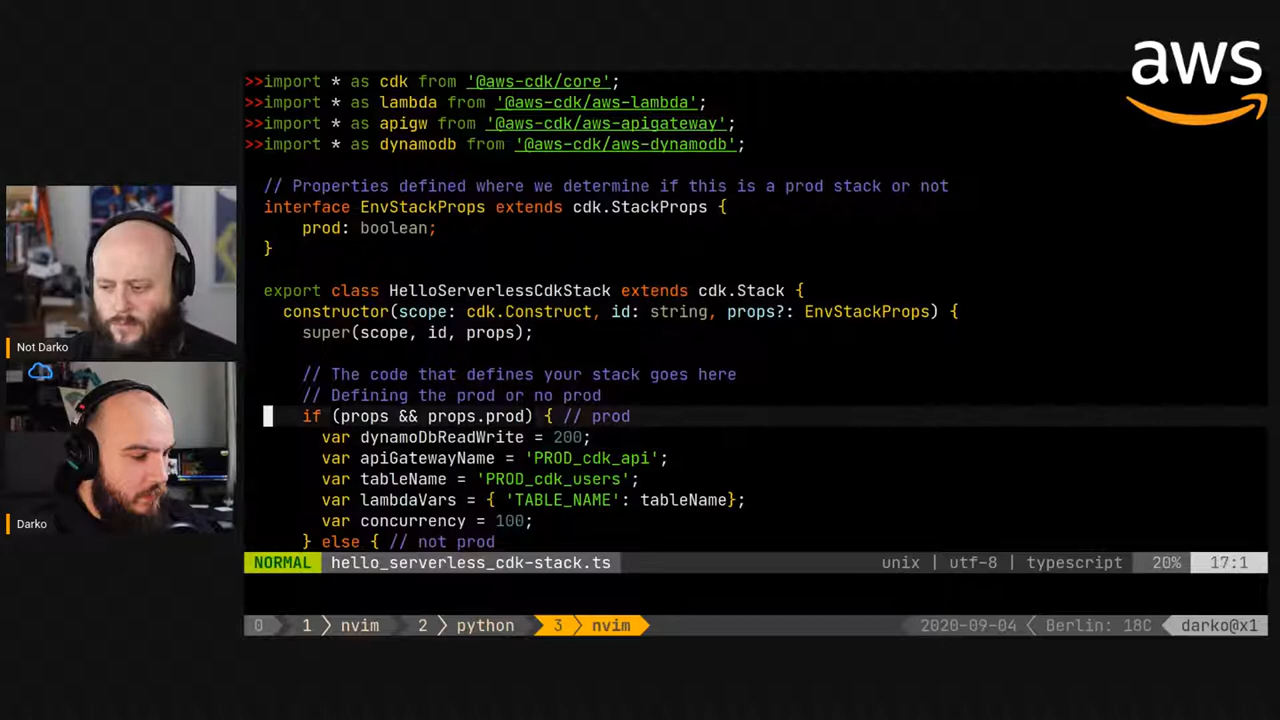 aws
>>import * as cdk from '@aws-cdk/core';
>>import * as lambda from '@aws-cdk/aws-lambda';
>>import * as apigw from '@aws-cdk/aws-apigateway';
>>import * as dynamodb from '@aws-cdk/aws-dynamodb';
// Properties defined where we determine if this is a prod stack or not
interface EnvStackProps extends cdk.StackProps {
prod: boolean;
}
export class HelloServerlessCdkStack extends cdk.Stack {
constructor(scope: cdk.Construct, id: string, props?: EnvStackProps) {
super(scope, id, props);
// The code that defines your stack goes here
// Defining the prod or no prod
if (props && props.prod) { // prod
var dynamoDbReadWrite = 200;
var apiGatewayName = 'PROD_cdk_api';
var tableName = 'PROD_cdk_users';
var lambdaVars = { 'TABLE_NAME': tableName};
var concurrency = 100;
} else { // not prod
NORMAL hello_serverless_cdk-stack.ts unix | utf-8 | typescript 20% 17:1
0 1 nvim 2 python 3 nvim 2020-09-04 Berlin: 18C darko@x1
Not Darko
Darko